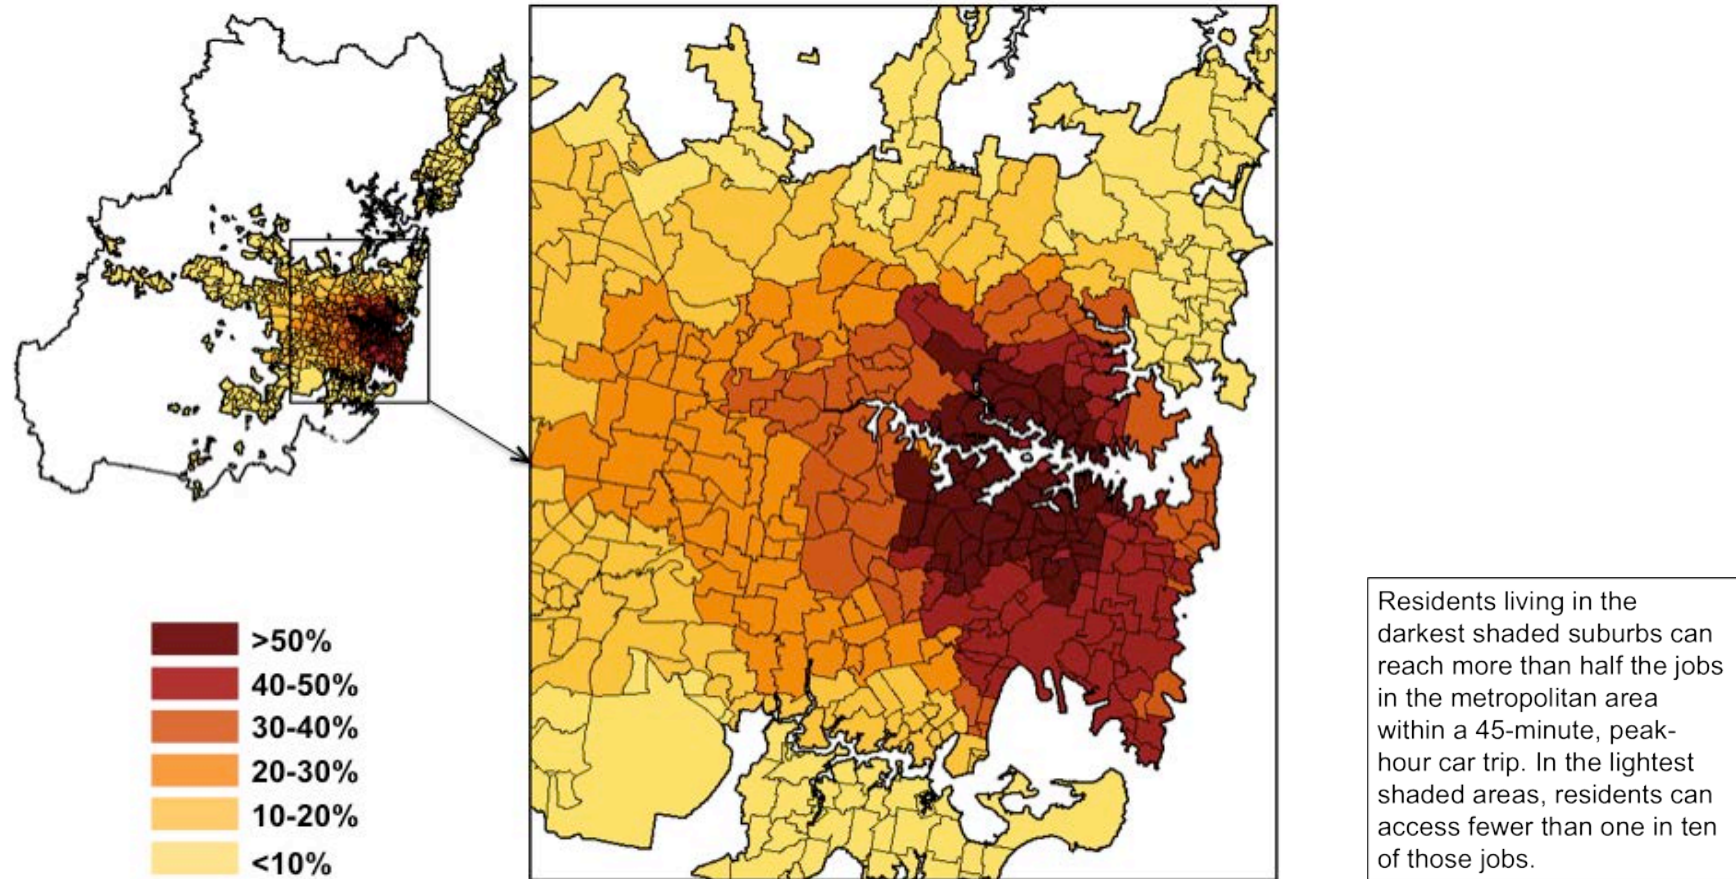 >50%
40-50%
30-40%
20-30%
10-20%
<10%
Residents living in the
darkest shaded suburbs can
reach more than half the jobs
in the metropolitan area
within a 45-minute, peak-
hour car trip. In the lightest
shaded areas, residents can
access fewer than one in ten
of those jobs.